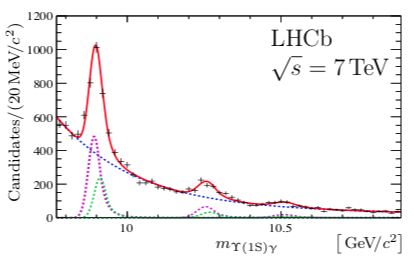 Candidates/(20 MeV/c²)
1200
1000
800
600
400
200
0
LHCb
√s = 7 TeV
10
10.5
m_Υ(1S)γ
[GeV/c²]